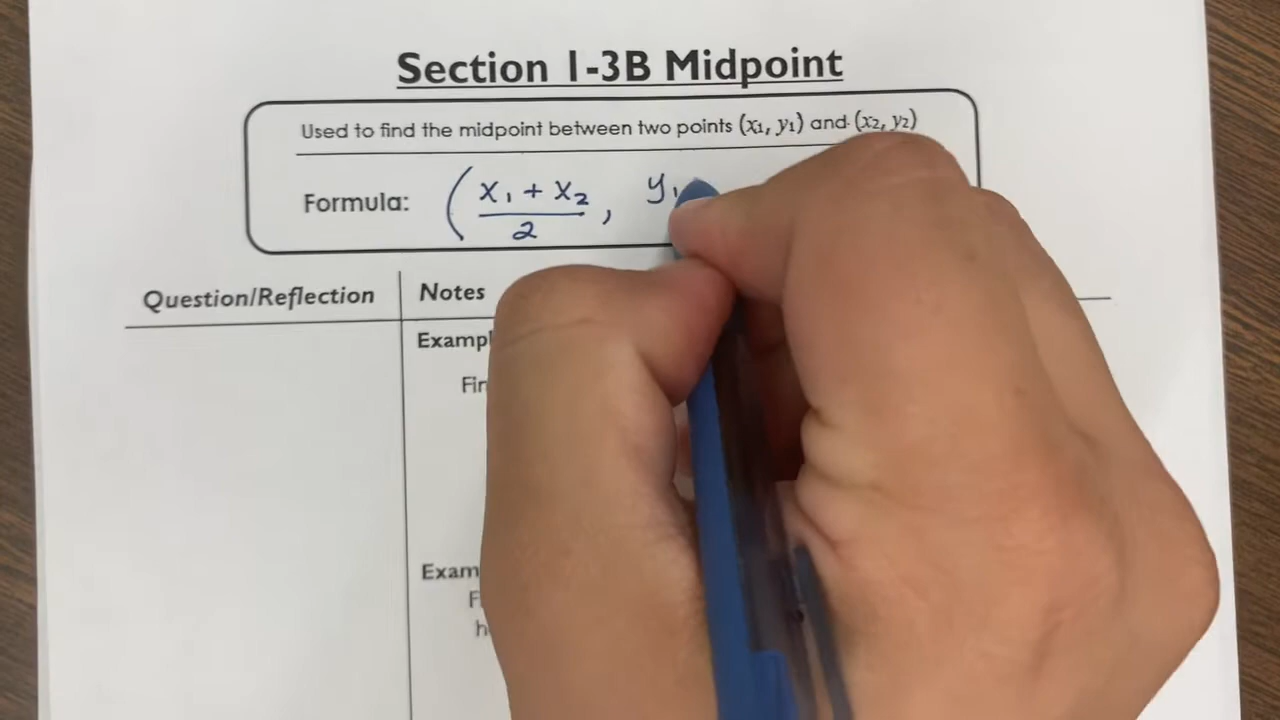 Section 1-3B Midpoint
Used to find the midpoint between two points (x₁, y₁) and (x₂, y₂)
Formula: ( x₁ + x₂ / 2 , y₁
Question/Reflection Notes